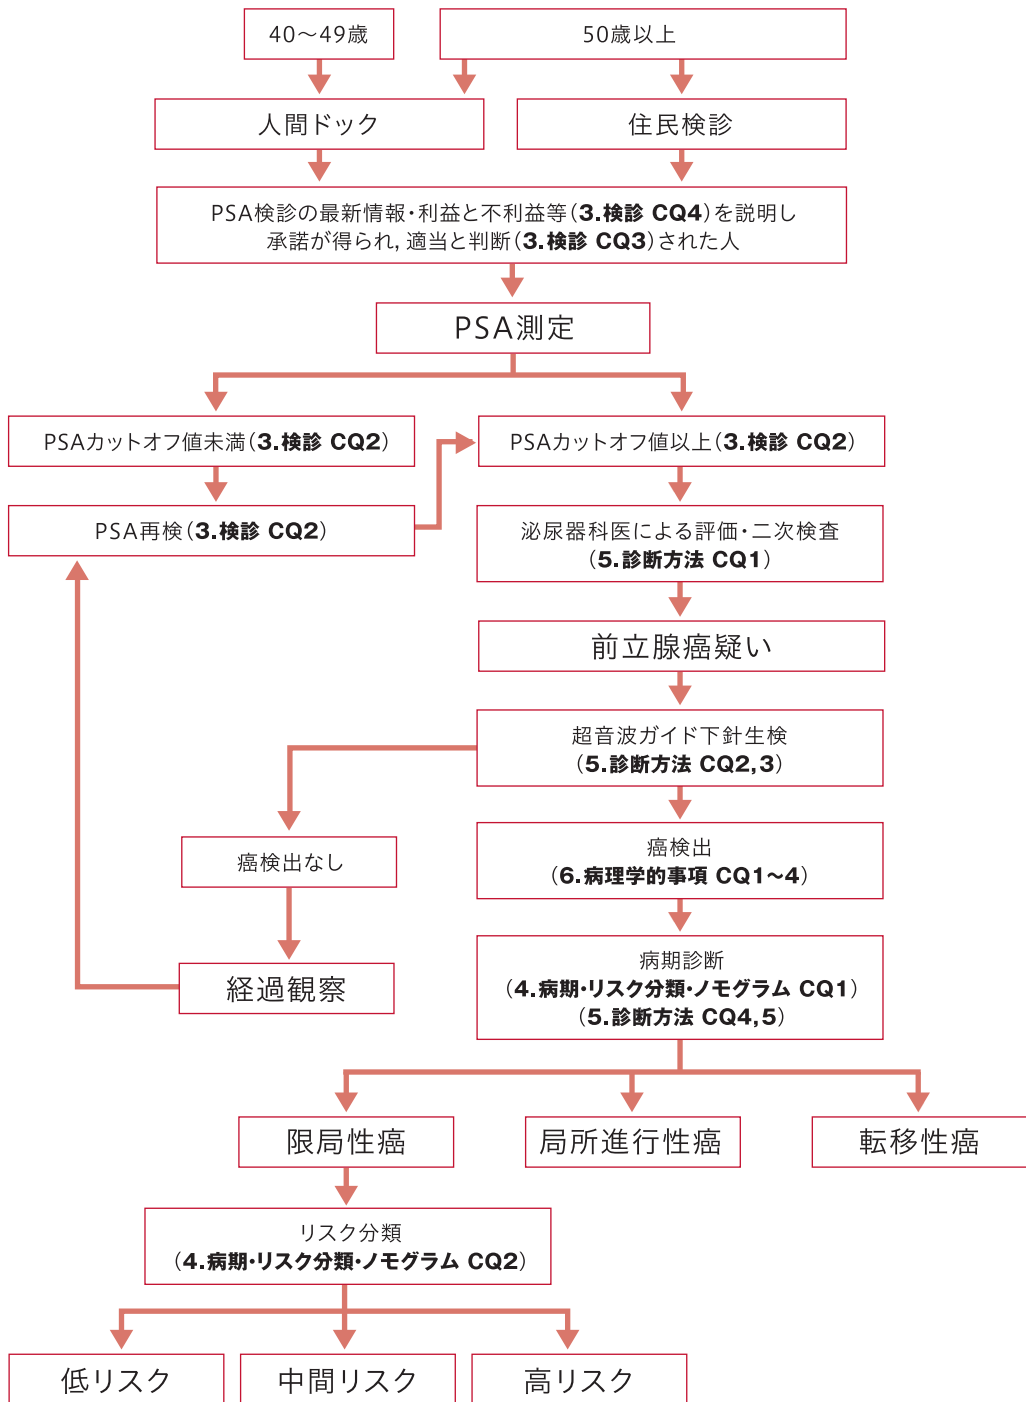 40～49歳
50歳以上
人間ドック
住民検診
PSA検診の最新情報・利益と不利益等（3.検診 CQ4）を説明し
承諾が得られ，適当と判断（3.検診 CQ3）された人
PSA測定
PSAカットオフ値未満（3.検診 CQ2）
PSAカットオフ値以上（3.検診 CQ2）
PSA再検（3.検診 CQ2）
泌尿器科医による評価・二次検査
（5.診断方法 CQ1）
前立腺癌疑い
超音波ガイド下針生検
（5.診断方法 CQ2,3）
癌検出なし
癌検出
（6.病理学的事項 CQ1～4）
経過観察
病期診断
（4.病期・リスク分類・ノモグラム CQ1）
（5.診断方法 CQ4,5）
限局性癌
局所進行性癌
転移性癌
リスク分類
（4.病期・リスク分類・ノモグラム CQ2）
低リスク
中間リスク
高リスク